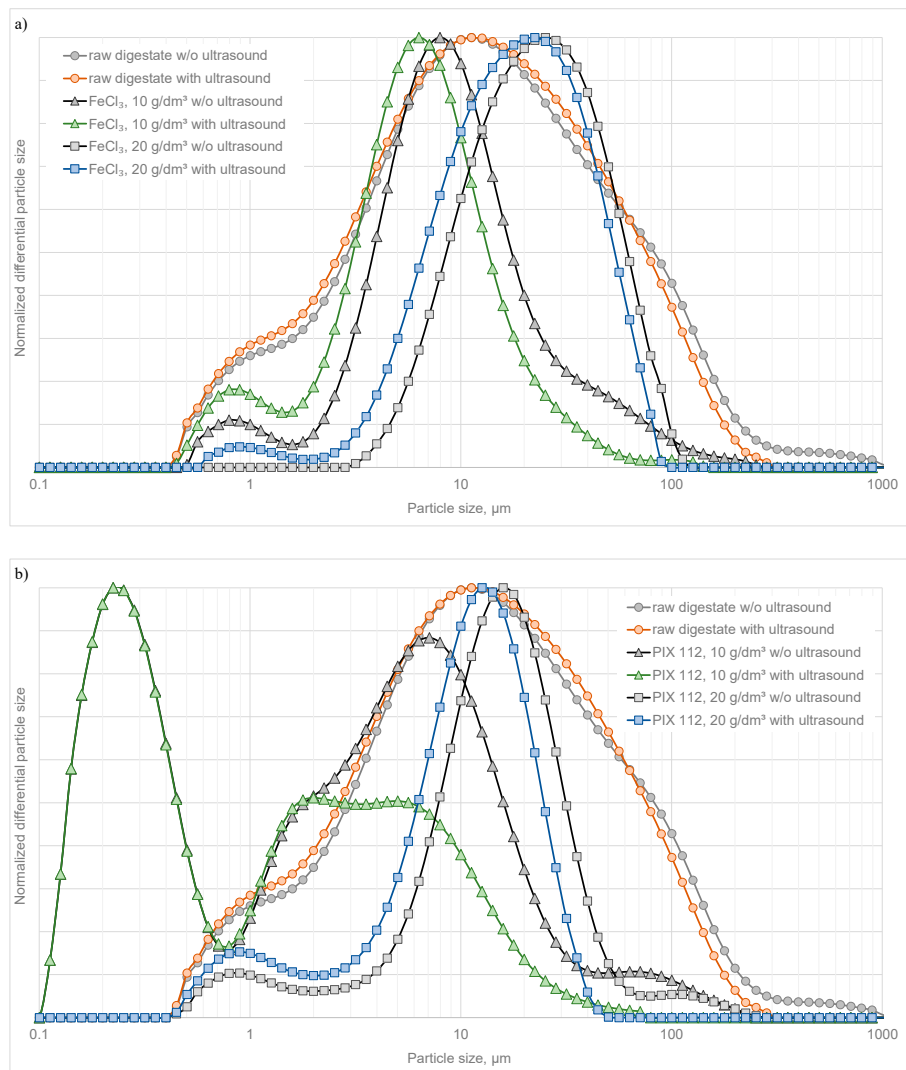 a)
raw digestate w/o ultrasound
raw digestate with ultrasound
FeCl₃, 10 g/dm³ w/o ultrasound
FeCl₃, 10 g/dm³ with ultrasound
FeCl₃, 20 g/dm³ w/o ultrasound
FeCl₃, 20 g/dm³ with ultrasound
Normalized differential particle size
0.1 1 10 100 1000
Particle size, µm
b)
raw digestate w/o ultrasound
raw digestate with ultrasound
PIX 112, 10 g/dm³ w/o ultrasound
PIX 112, 10 g/dm³ with ultrasound
PIX 112, 20 g/dm³ w/o ultrasound
PIX 112, 20 g/dm³ with ultrasound
Normalized differential particle size
0.1 1 10 100 1000
Particle size, µm